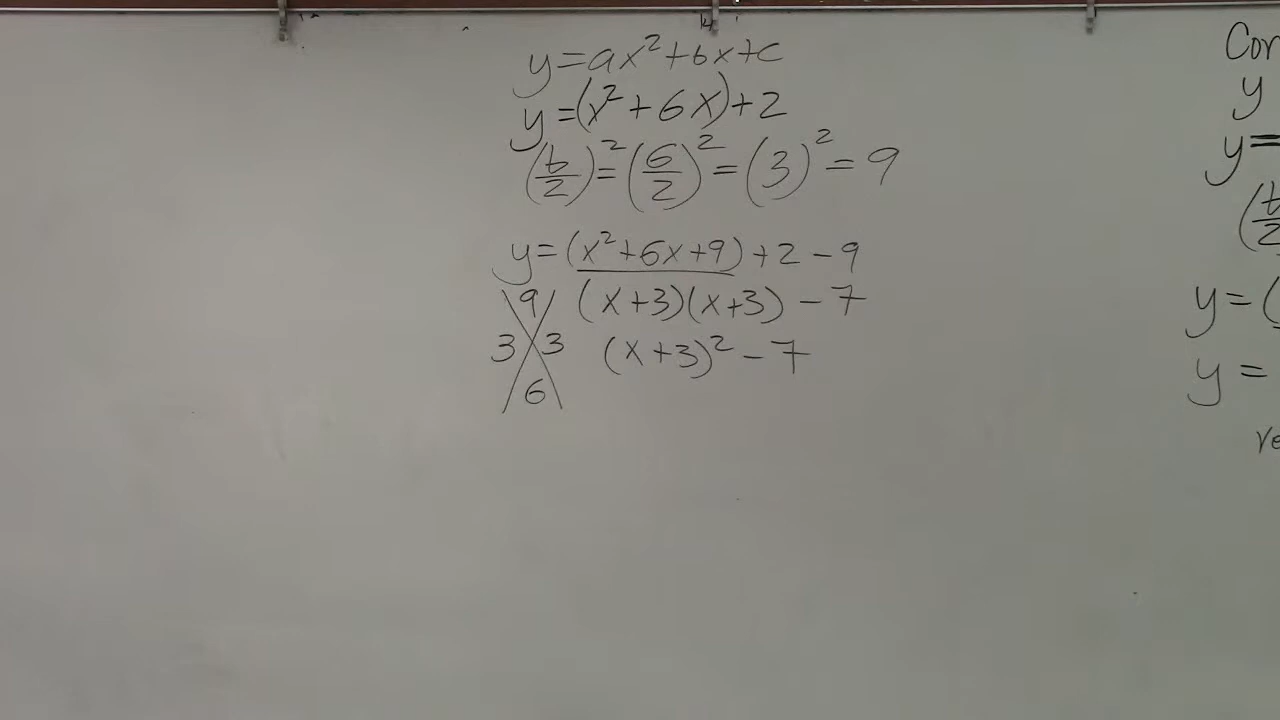 y=ax²+bx+c
y=(x²+6x)+2
(b/2)²=(6/2)²=(3)²=9
y=(x²+6x+9)+2-9
9 (x+3)(x+3)-7
3 3 (x+3)²-7
6
y
y=
y=(
y=